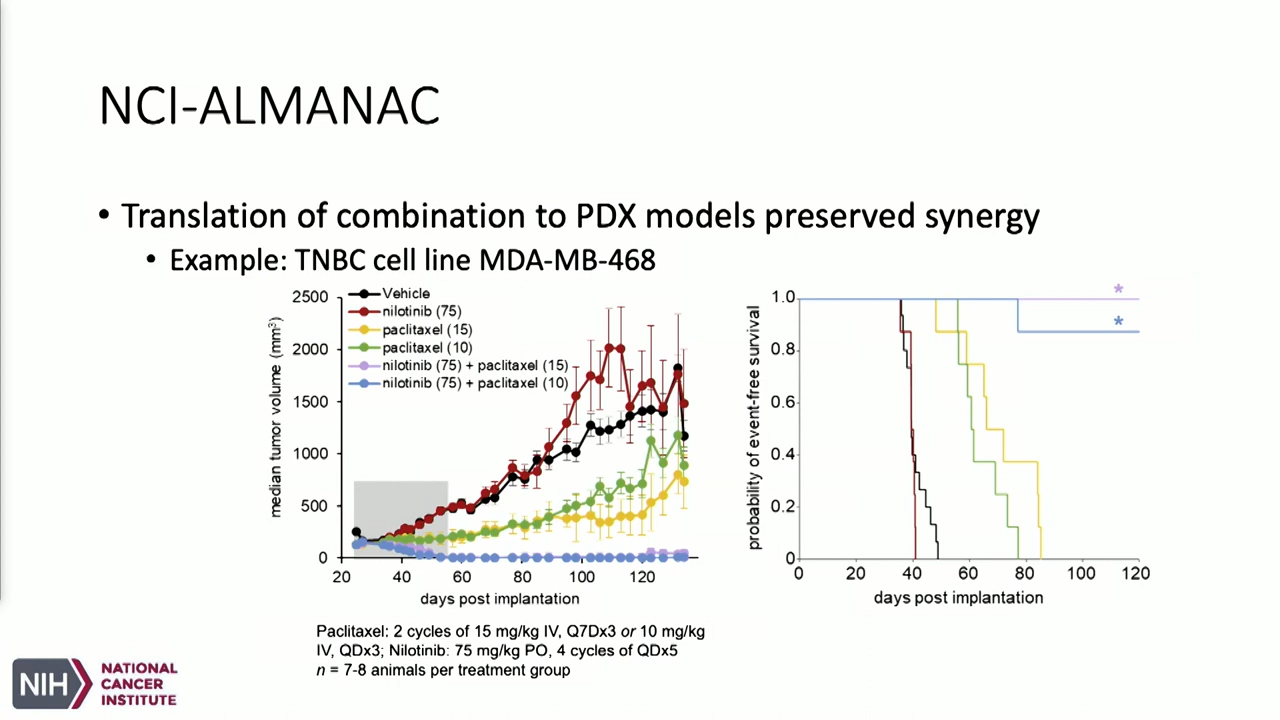 NCI-ALMANAC
• Translation of combination to PDX models preserved synergy
• Example: TNBC cell line MDA-MB-468
Vehicle
nilotinib (75)
paclitaxel (15)
paclitaxel (10)
nilotinib (75) + paclitaxel (15)
nilotinib (75) + paclitaxel (10)
median tumor volume (mm³)
2500
2000
1500
1000
500
0
20 40 60 80 100 120
days post implantation
probability of event-free survival
1.0
0.8
0.6
0.4
0.2
0
*
*
0 20 40 60 80 100 120
days post implantation
Paclitaxel: 2 cycles of 15 mg/kg IV, Q7Dx3 or 10 mg/kg
IV, QDx3; Nilotinib: 75 mg/kg PO, 4 cycles of QDx5
n = 7-8 animals per treatment group
NIH
NATIONAL
CANCER
INSTITUTE